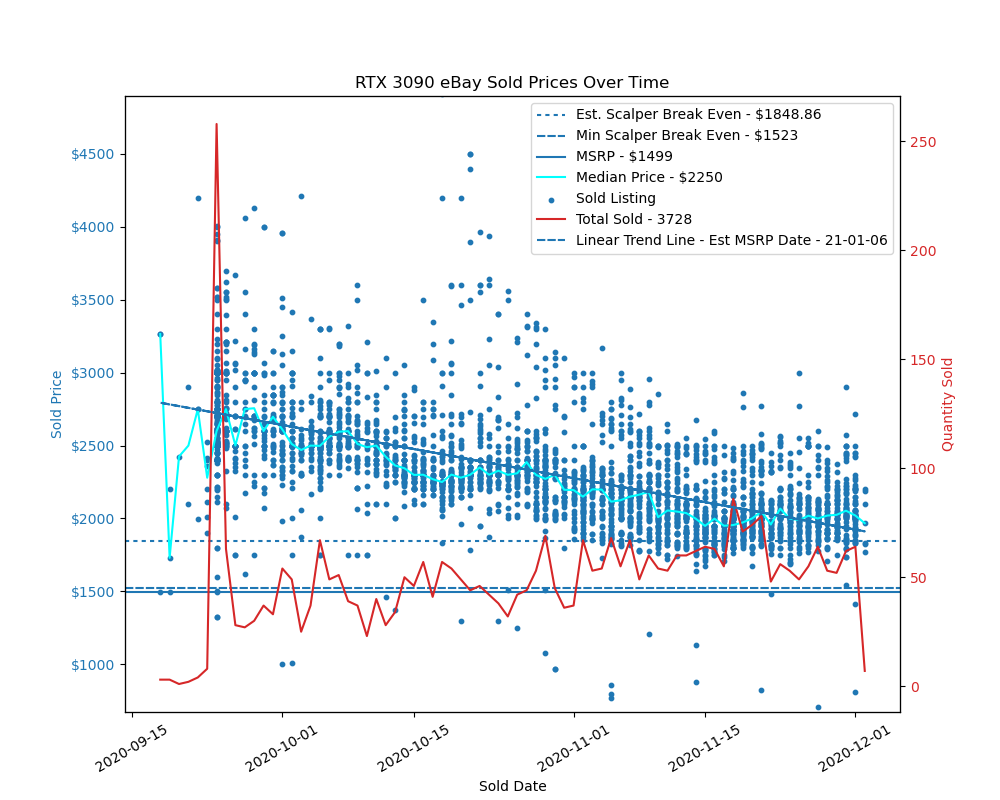 RTX 3090 eBay Sold Prices Over Time
Est. Scalper Break Even - $1848.86
Min Scalper Break Even - $1523
MSRP - $1499
Median Price - $2250
Sold Listing
Total Sold - 3728
Linear Trend Line - Est MSRP Date - 21-01-06
Sold Price
$4500
$4000
$3500
$3000
$2500
$2000
$1500
$1000
250
200
150
100
50
0
Quantity Sold
2020-09-15
2020-10-01
2020-10-15
2020-11-01
2020-11-15
2020-12-01
Sold Date